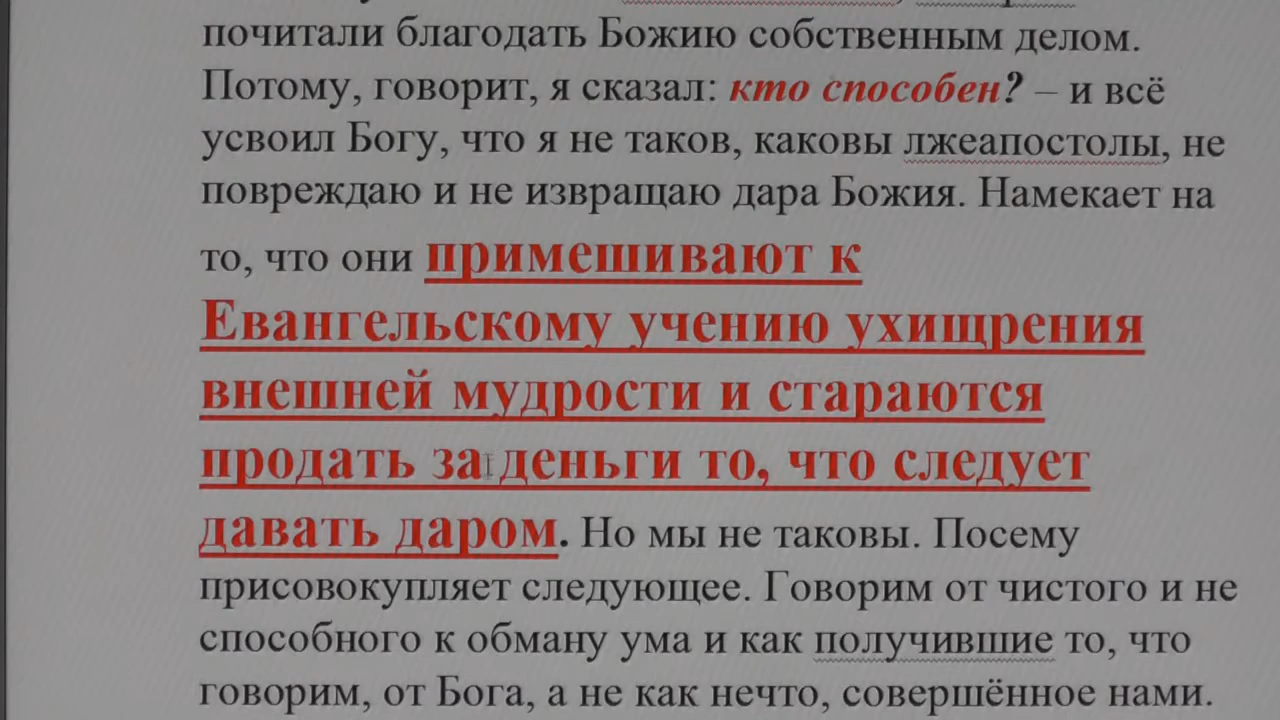 почитали благодать Божию собственным делом.
Потому, говорит, я сказал: кто способен? – и всё
усвоил Богу, что я не таков, каковы лжеапостолы, не
повреждаю и не извращаю дара Божия. Намекает на
то, что они примешивают к
Евангельскому учению ухищрения
внешней мудрости и стараются
продать за деньги то, что следует
давать даром. Но мы не таковы. Посему
присовокупляет следующее. Говорим от чистого и не
способного к обману ума и как получившие то, что
говорим, от Бога, а не как нечто, совершённое нами.